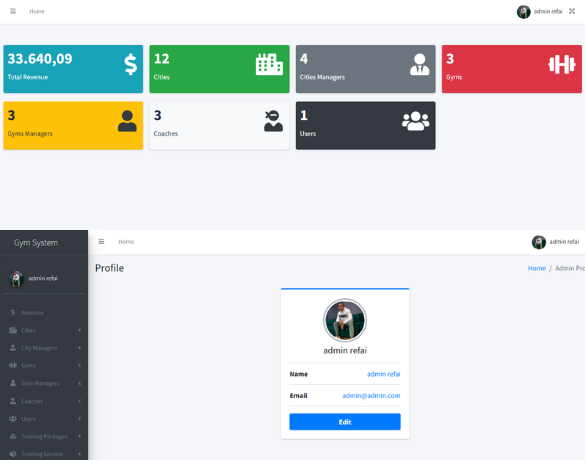 Home
admin refai
33.640,09
Total Revenue
12
Cities
4
Cities Managers
3
Gyms
3
Gyms Managers
3
Coaches
1
Users
Gym System
Home
admin refai
admin refai
Profile
Home / Admin Pro
admin refai
Name admin refai
Email admin@admin.com
Edit
Revenue
Cities
City Managers
Gyms
Gym Managers
Coaches
Users
Training Packages
Training Session